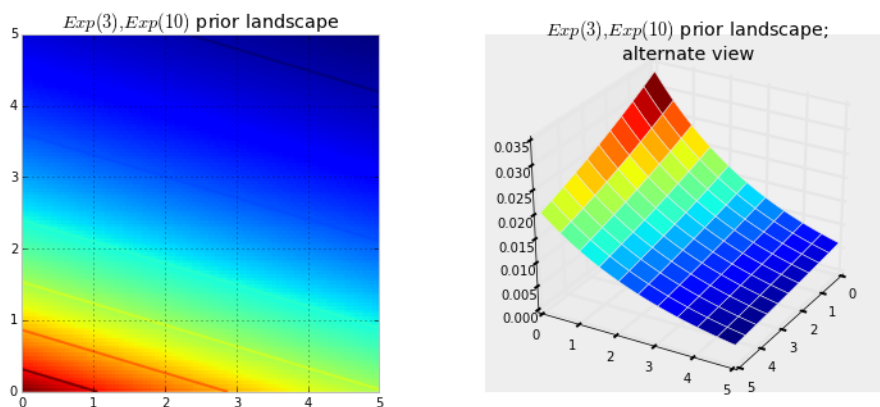 Exp(3),Exp(10) prior landscape
5
4
3
2
1
0
0 1 2 3 4 5
Exp(3),Exp(10) prior landscape;
alternate view
0.035
0.030
0.025
0.020
0.015
0.010
0.005
0.000
0 1 2 3 4 5
5 4 3 2 1 0